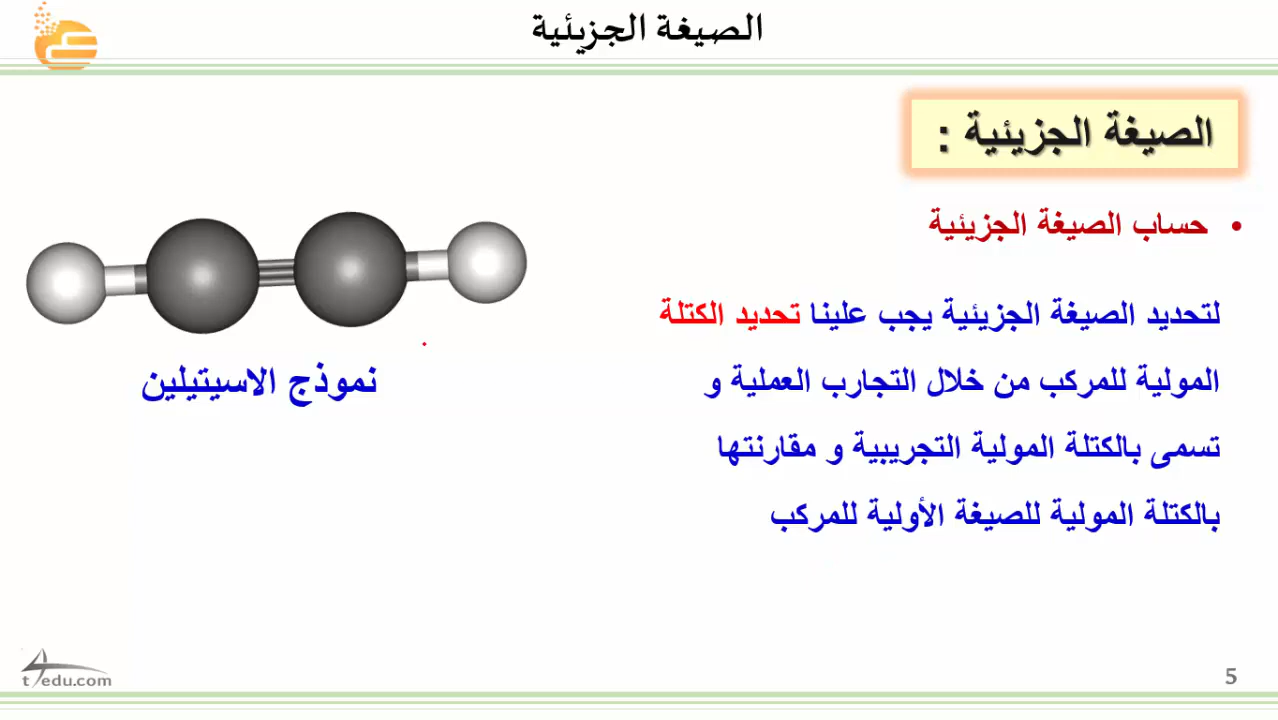 الصيغة الجزيئية
الصيغة الجزيئية :
• حساب الصيغة الجزيئية
لتحديد الصيغة الجزيئية يجب علينا تحديد الكتلة
المولية للمركب من خلال التجارب العملية و
تسمى بالكتلة المولية التجريبية و مقارنتها
بالكتلة المولية للصيغة الأولية للمركب
نموذج الاسيتيلين
t4edu.com
5